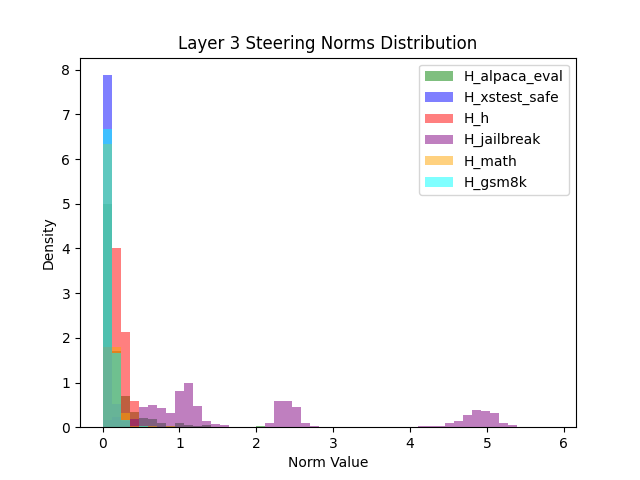 Layer 3 Steering Norms Distribution
H_alpaca_eval
H_xstest_safe
H_h
H_jailbreak
H_math
H_gsm8k
Density
8
7
6
5
4
3
2
1
0
0 1 2 3 4 5 6
Norm Value